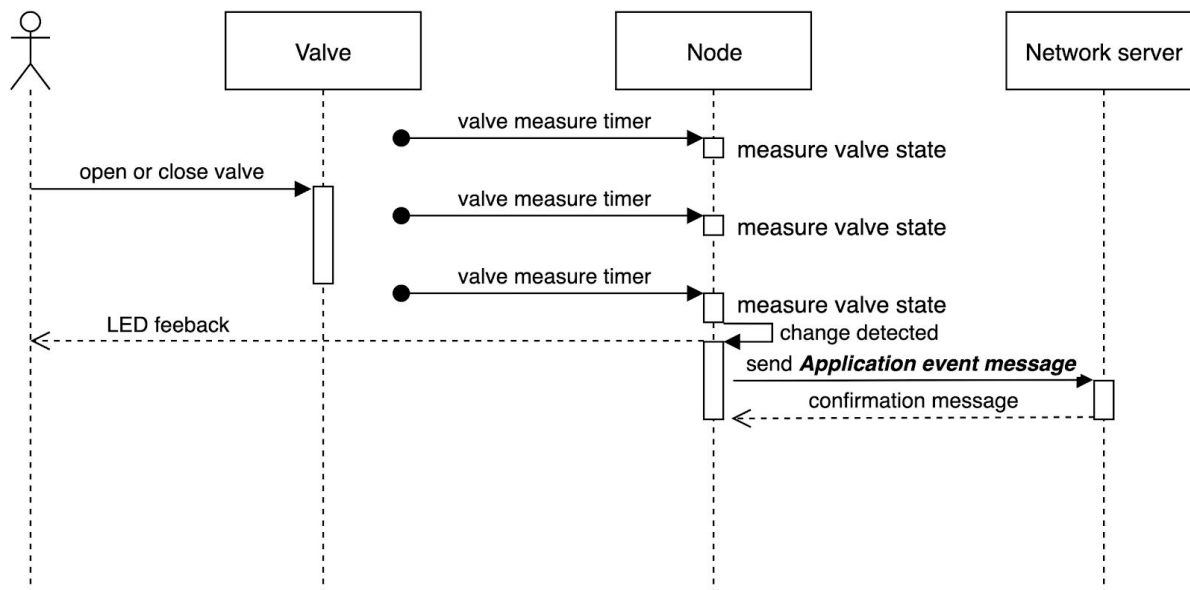 Valve
Node
Network server
valve measure timer
measure valve state
open or close valve
valve measure timer
measure valve state
valve measure timer
measure valve state
LED feeback
change detected
send Application event message
confirmation message